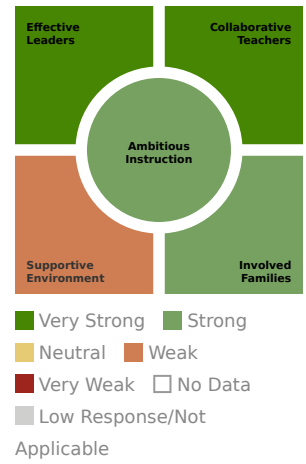 Effective
Leaders
Collaborative
Teachers
Ambitious
Instruction
Supportive
Environment
Involved
Families
Very Strong Strong
Neutral Weak
Very Weak No Data
Low Response/Not
Applicable